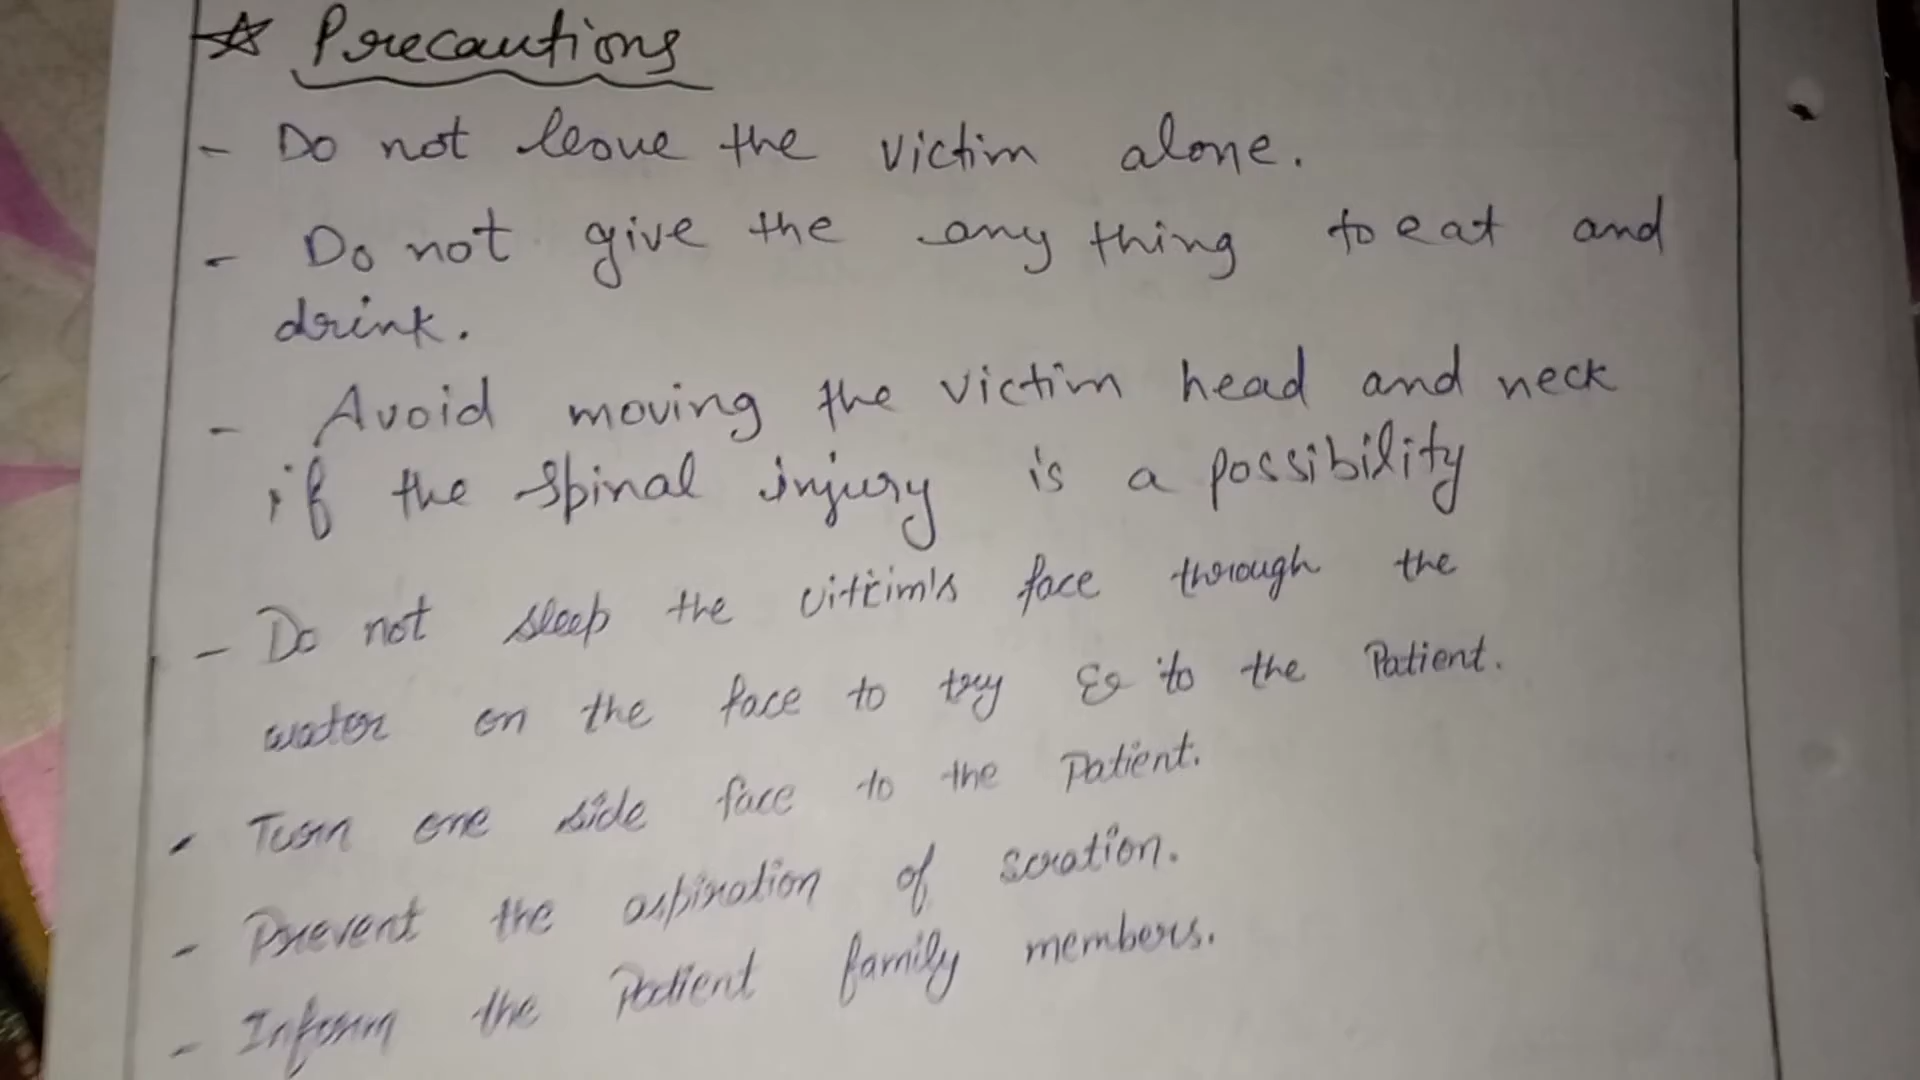 ☆ Precautions
- Do not leave the victim alone.
- Do not give the any thing to eat and
drink.
- Avoid moving the victim head and neck
if the spinal injury is a possibility
- Do not sleep the vitcim's face through the
water on the face to try to the Patient.
- Turn one side face to the Patient.
- Prevent the aspiration of scration.
- Inform the Patient family members.